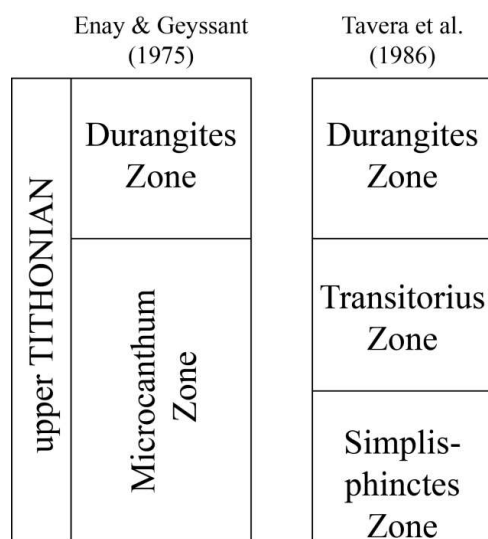 Enay & Geyssant
(1975)
upper TITHONIAN
Durangites
Zone
Microcanthum
Zone
Tavera et al.
(1986)
Durangites
Zone
Transitorius
Zone
Simplis-
phinctes
Zone